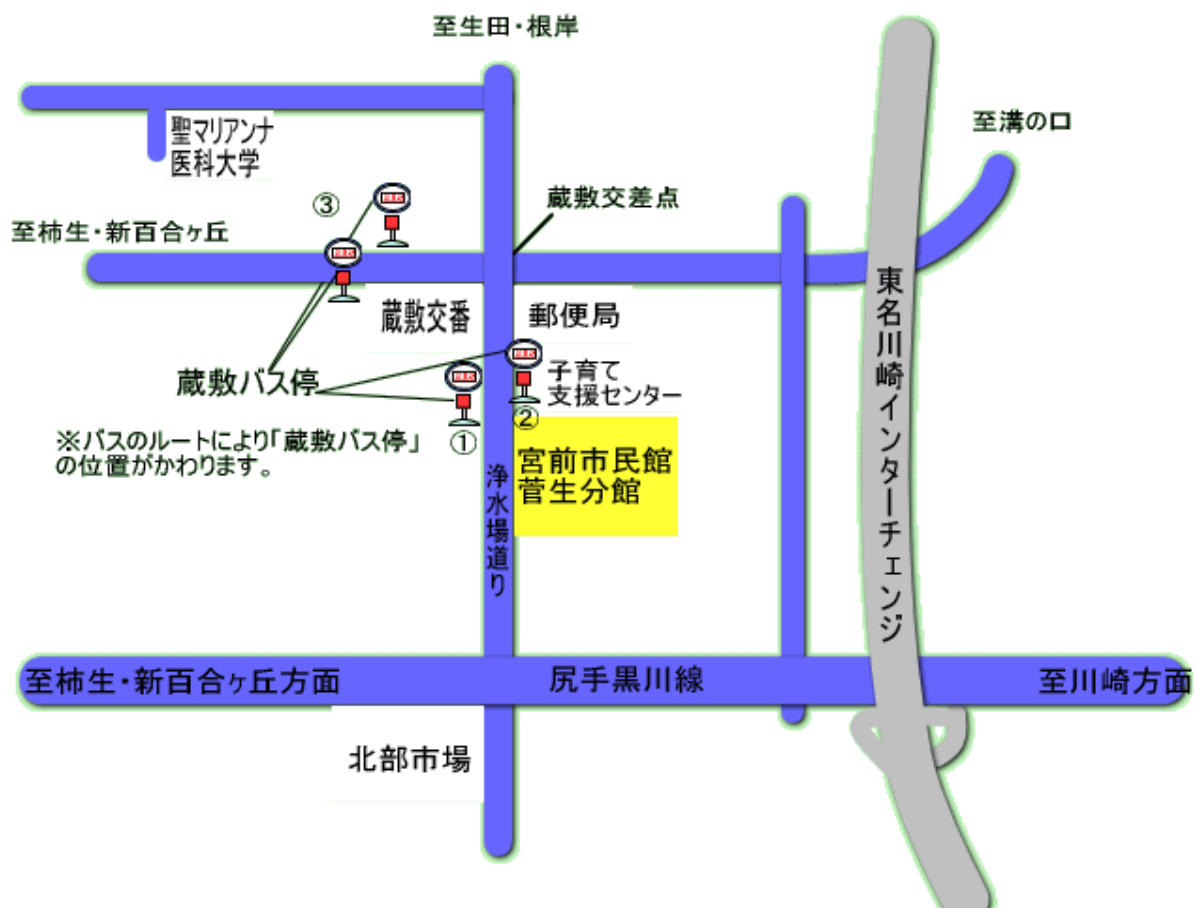 至生田・根岸
聖マリアンナ
医科大学
至溝の口
③
蔵敷交差点
至柿生・新百合ヶ丘
BUS
BUS
蔵敷交番
郵便局
BUS
BUS
子育て
支援センター
蔵敷バス停
①
②
※バスのルートにより「蔵敷バス停」
の位置がかわります。
宮前市民館
菅生分館
浄水場道り
東名川崎インターチェンジ
至柿生・新百合ヶ丘方面
尻手黒川線
至川崎方面
北部市場